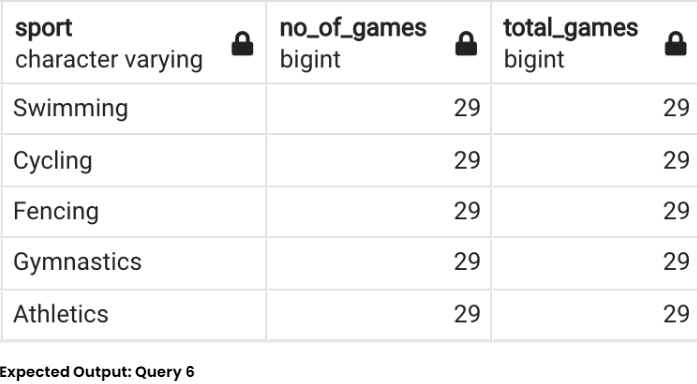 sport no_of_games total_games
character varying bigint bigint
Swimming 29 29
Cycling 29 29
Fencing 29 29
Gymnastics 29 29
Athletics 29 29
Expected Output: Query 6